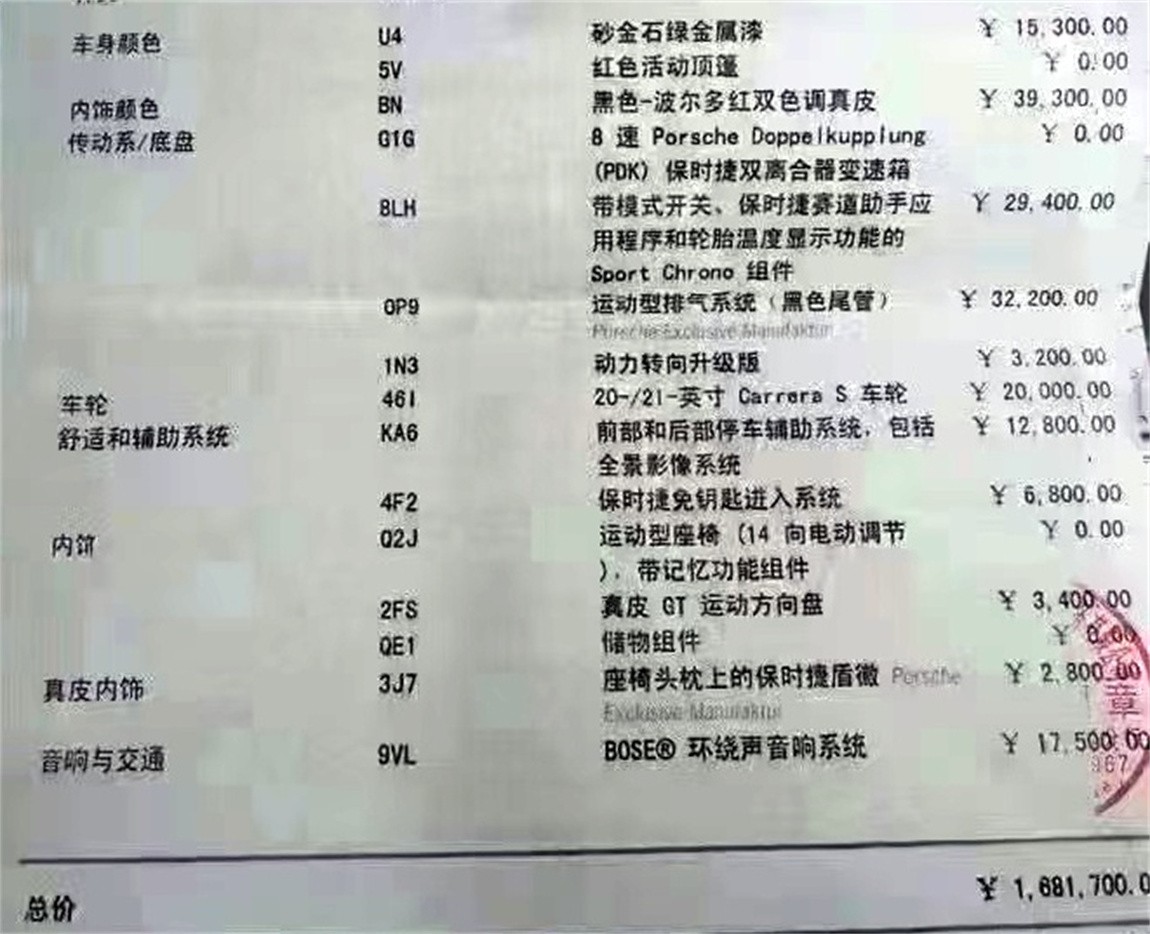 车身颜色 U4 砂金石绿金属漆 ¥ 15,300.00
5V 红色活动顶篷 ¥ 0.00
内饰颜色 BN 黑色-波尔多红双色调真皮 ¥ 39,300.00
传动系/底盘 G1G 8 速 Porsche Doppelkupplung ¥ 0.00
(PDK) 保时捷双离合器变速箱
8LH 带模式开关、保时捷赛道助手应 ¥ 29,400.00
用程序和轮胎温度显示功能的
Sport Chrono 组件
0P9 运动型排气系统（黑色尾管） ¥ 32,200.00
Porsche Exclusive Manufaktur
1N3 动力转向升级版 ¥ 3,200.00
车轮 46I 20-/21-英寸 Carrera S 车轮 ¥ 20,000.00
舒适和辅助系统 KA6 前部和后部停车辅助系统，包括 ¥ 12,800.00
全景影像系统
4F2 保时捷免钥匙进入系统 ¥ 6,800.00
内饰 Q2J 运动型座椅 (14 向电动调节 ¥ 0.00
)，带记忆功能组件
2FS 真皮 GT 运动方向盘 ¥ 3,400.00
QE1 储物组件 ¥ 0.00
真皮内饰 3J7 座椅头枕上的保时捷盾徽 Porsche ¥ 2,800.00
Exclusive Manufaktur
章
音响与交通 9VL BOSE® 环绕声音响系统 ¥ 17,500.00
967
总价 ¥ 1,681,700.0